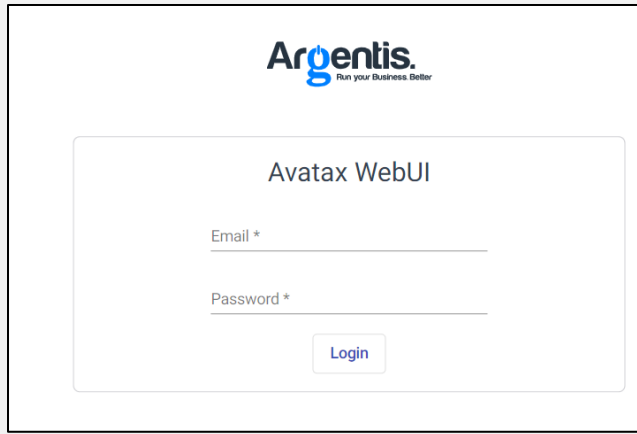 Argentis.
Run your Business. Better
Avatax WebUI
Email *
Password *
Login